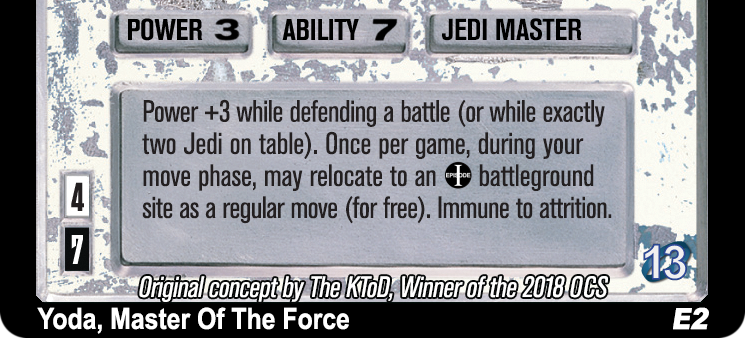 POWER 3 ABILITY 7 JEDI MASTER
Power +3 while defending a battle (or while exactly
two Jedi on table). Once per game, during your
move phase, may relocate to an EPISODE I battleground
site as a regular move (for free). Immune to attrition.
4
7
13
Original concept by The KToD, Winner of the 2018 OCS
Yoda, Master Of The Force E2